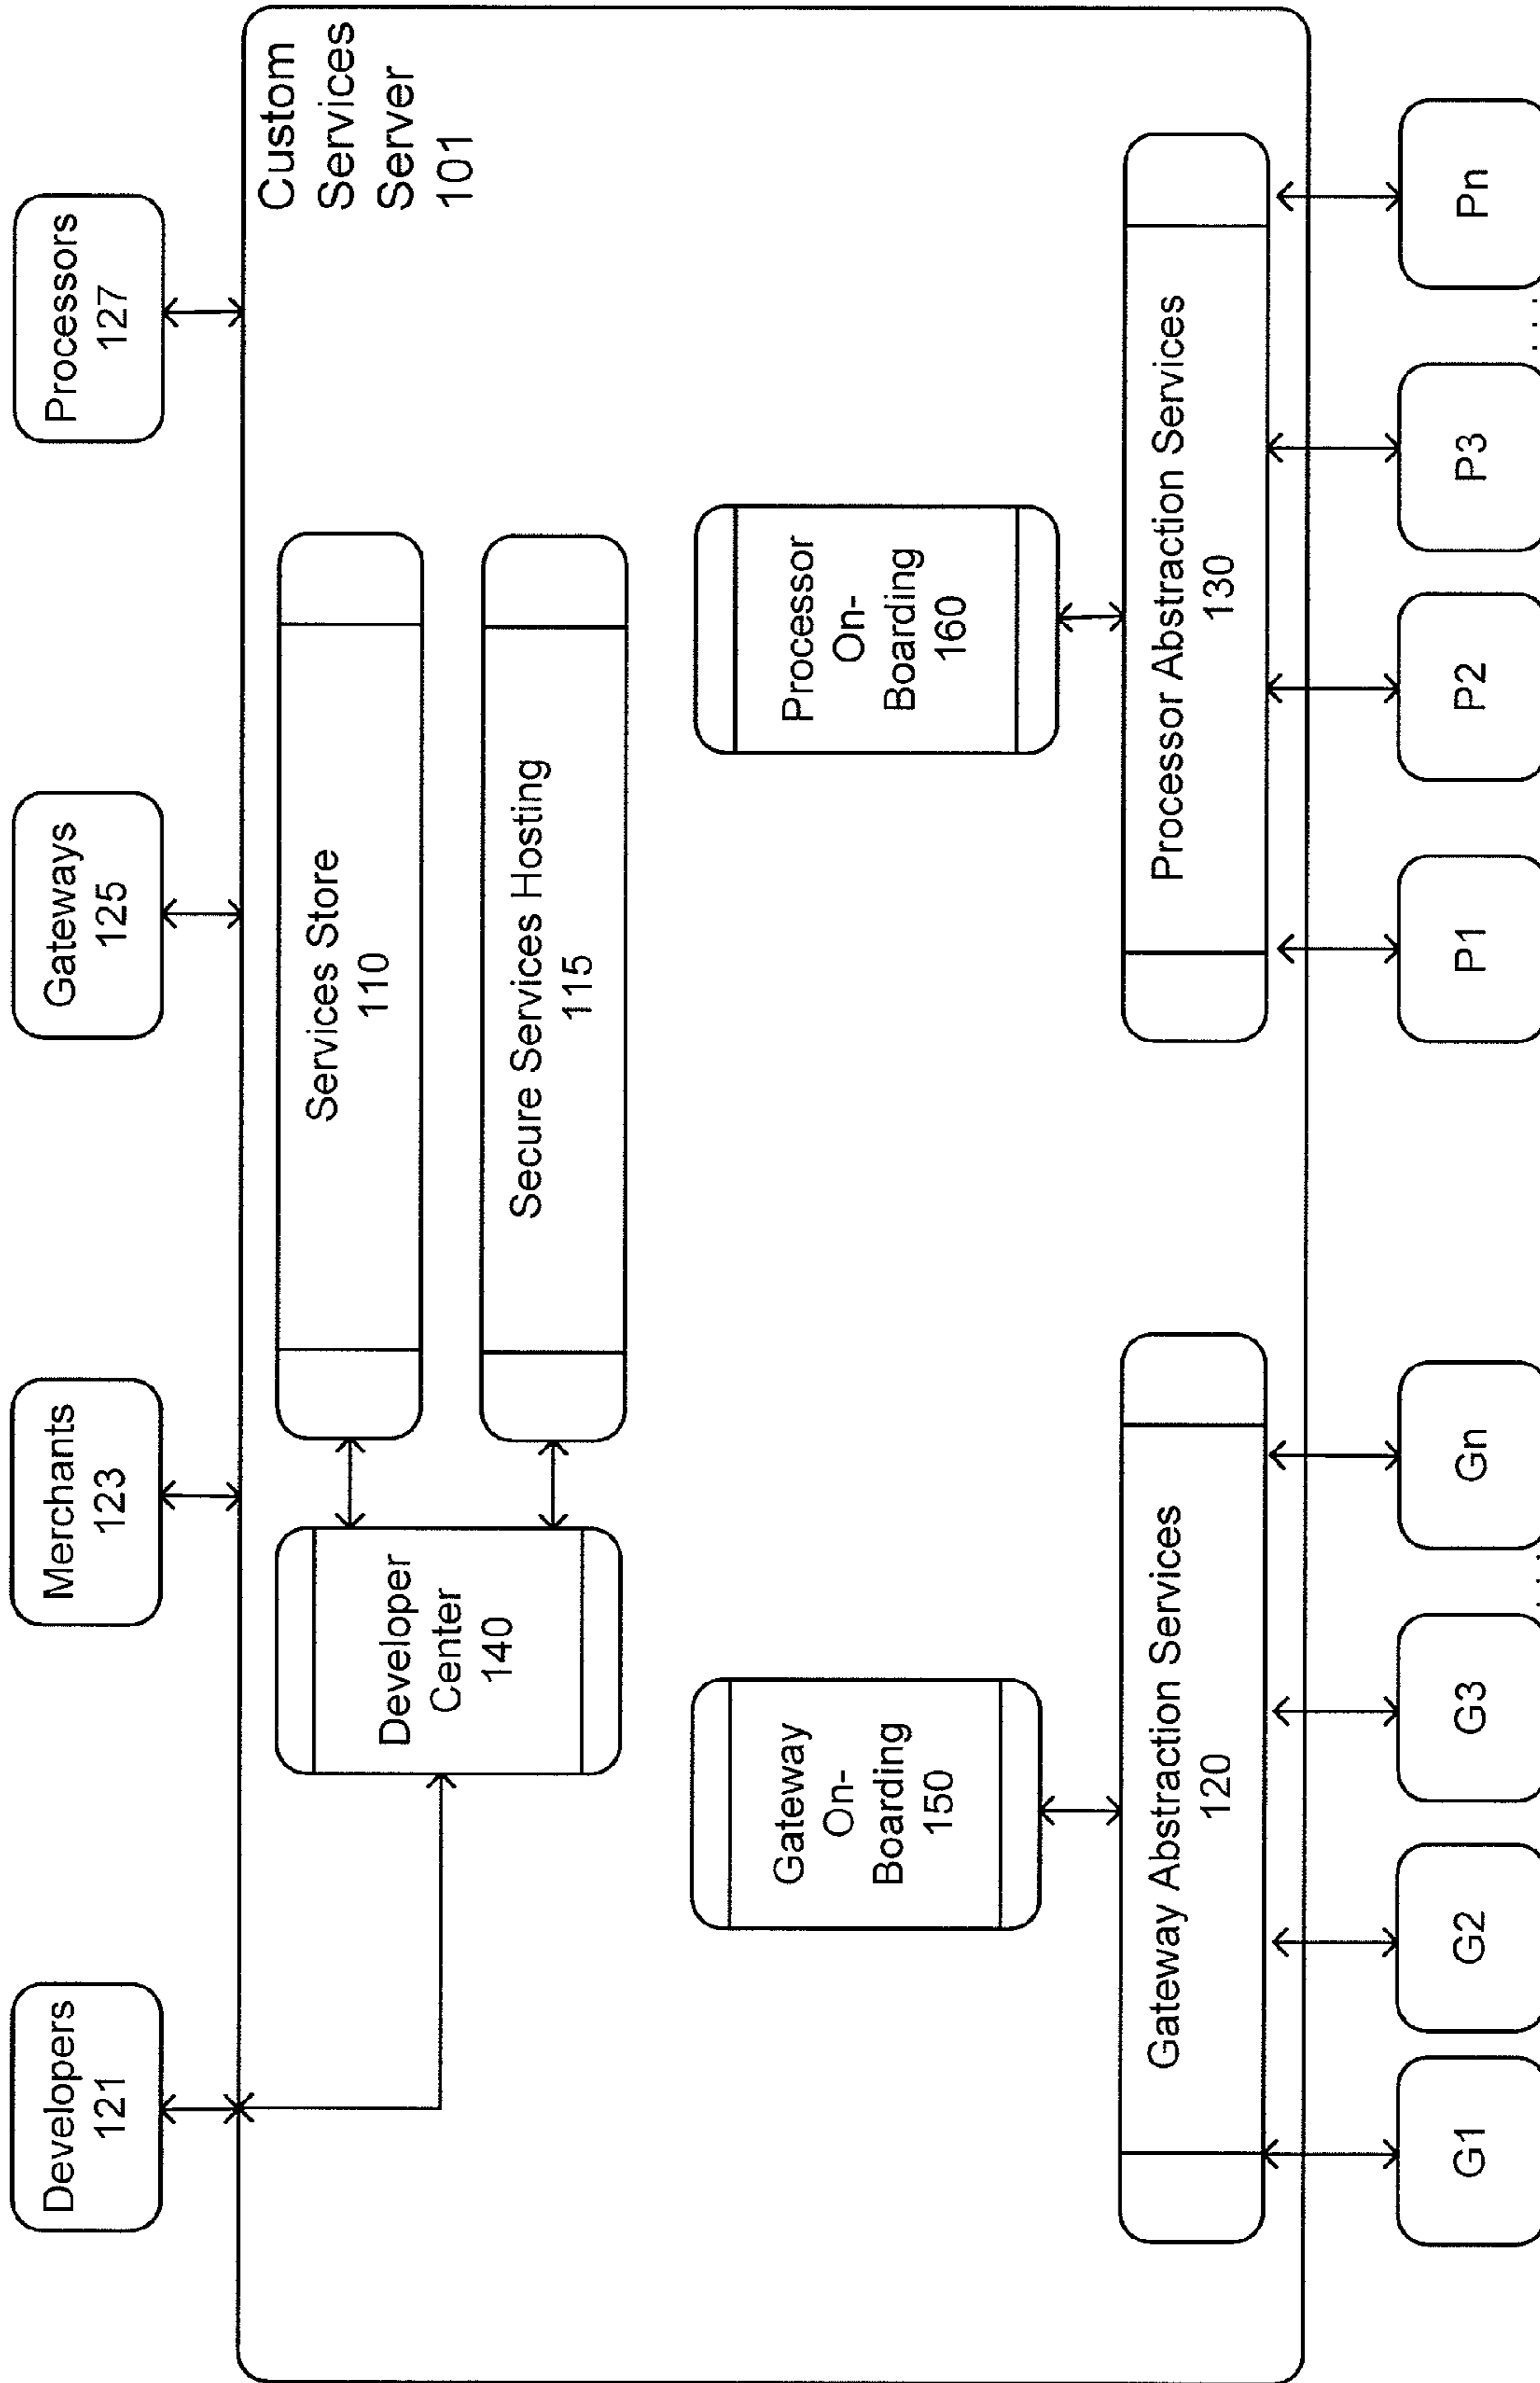 Developers
121
Merchants
123
Gateways
125
Processors
127
Custom
Services
Server
101
Developer
Center
140
Services Store
110
Secure Services Hosting
115
Gateway
On-
Boarding
150
Processor
On-
Boarding
160
Gateway Abstraction Services
120
Processor Abstraction Services
130
G1
G2
G3
. . .
Gn
P1
P2
P3
. . .
Pn